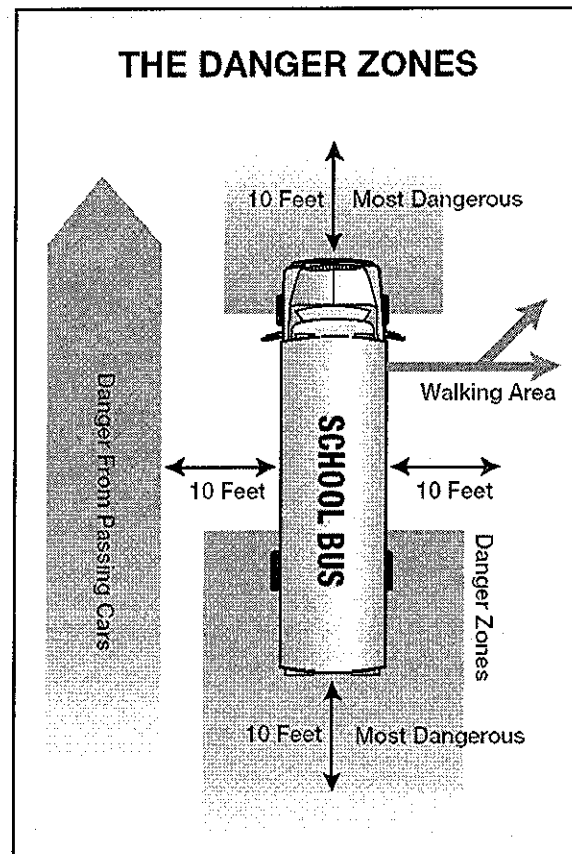 THE DANGER ZONES
10 Feet Most Dangerous
Walking Area
Danger From Passing Cars
10 Feet
SCHOOL BUS
10 Feet
Danger Zones
10 Feet Most Dangerous